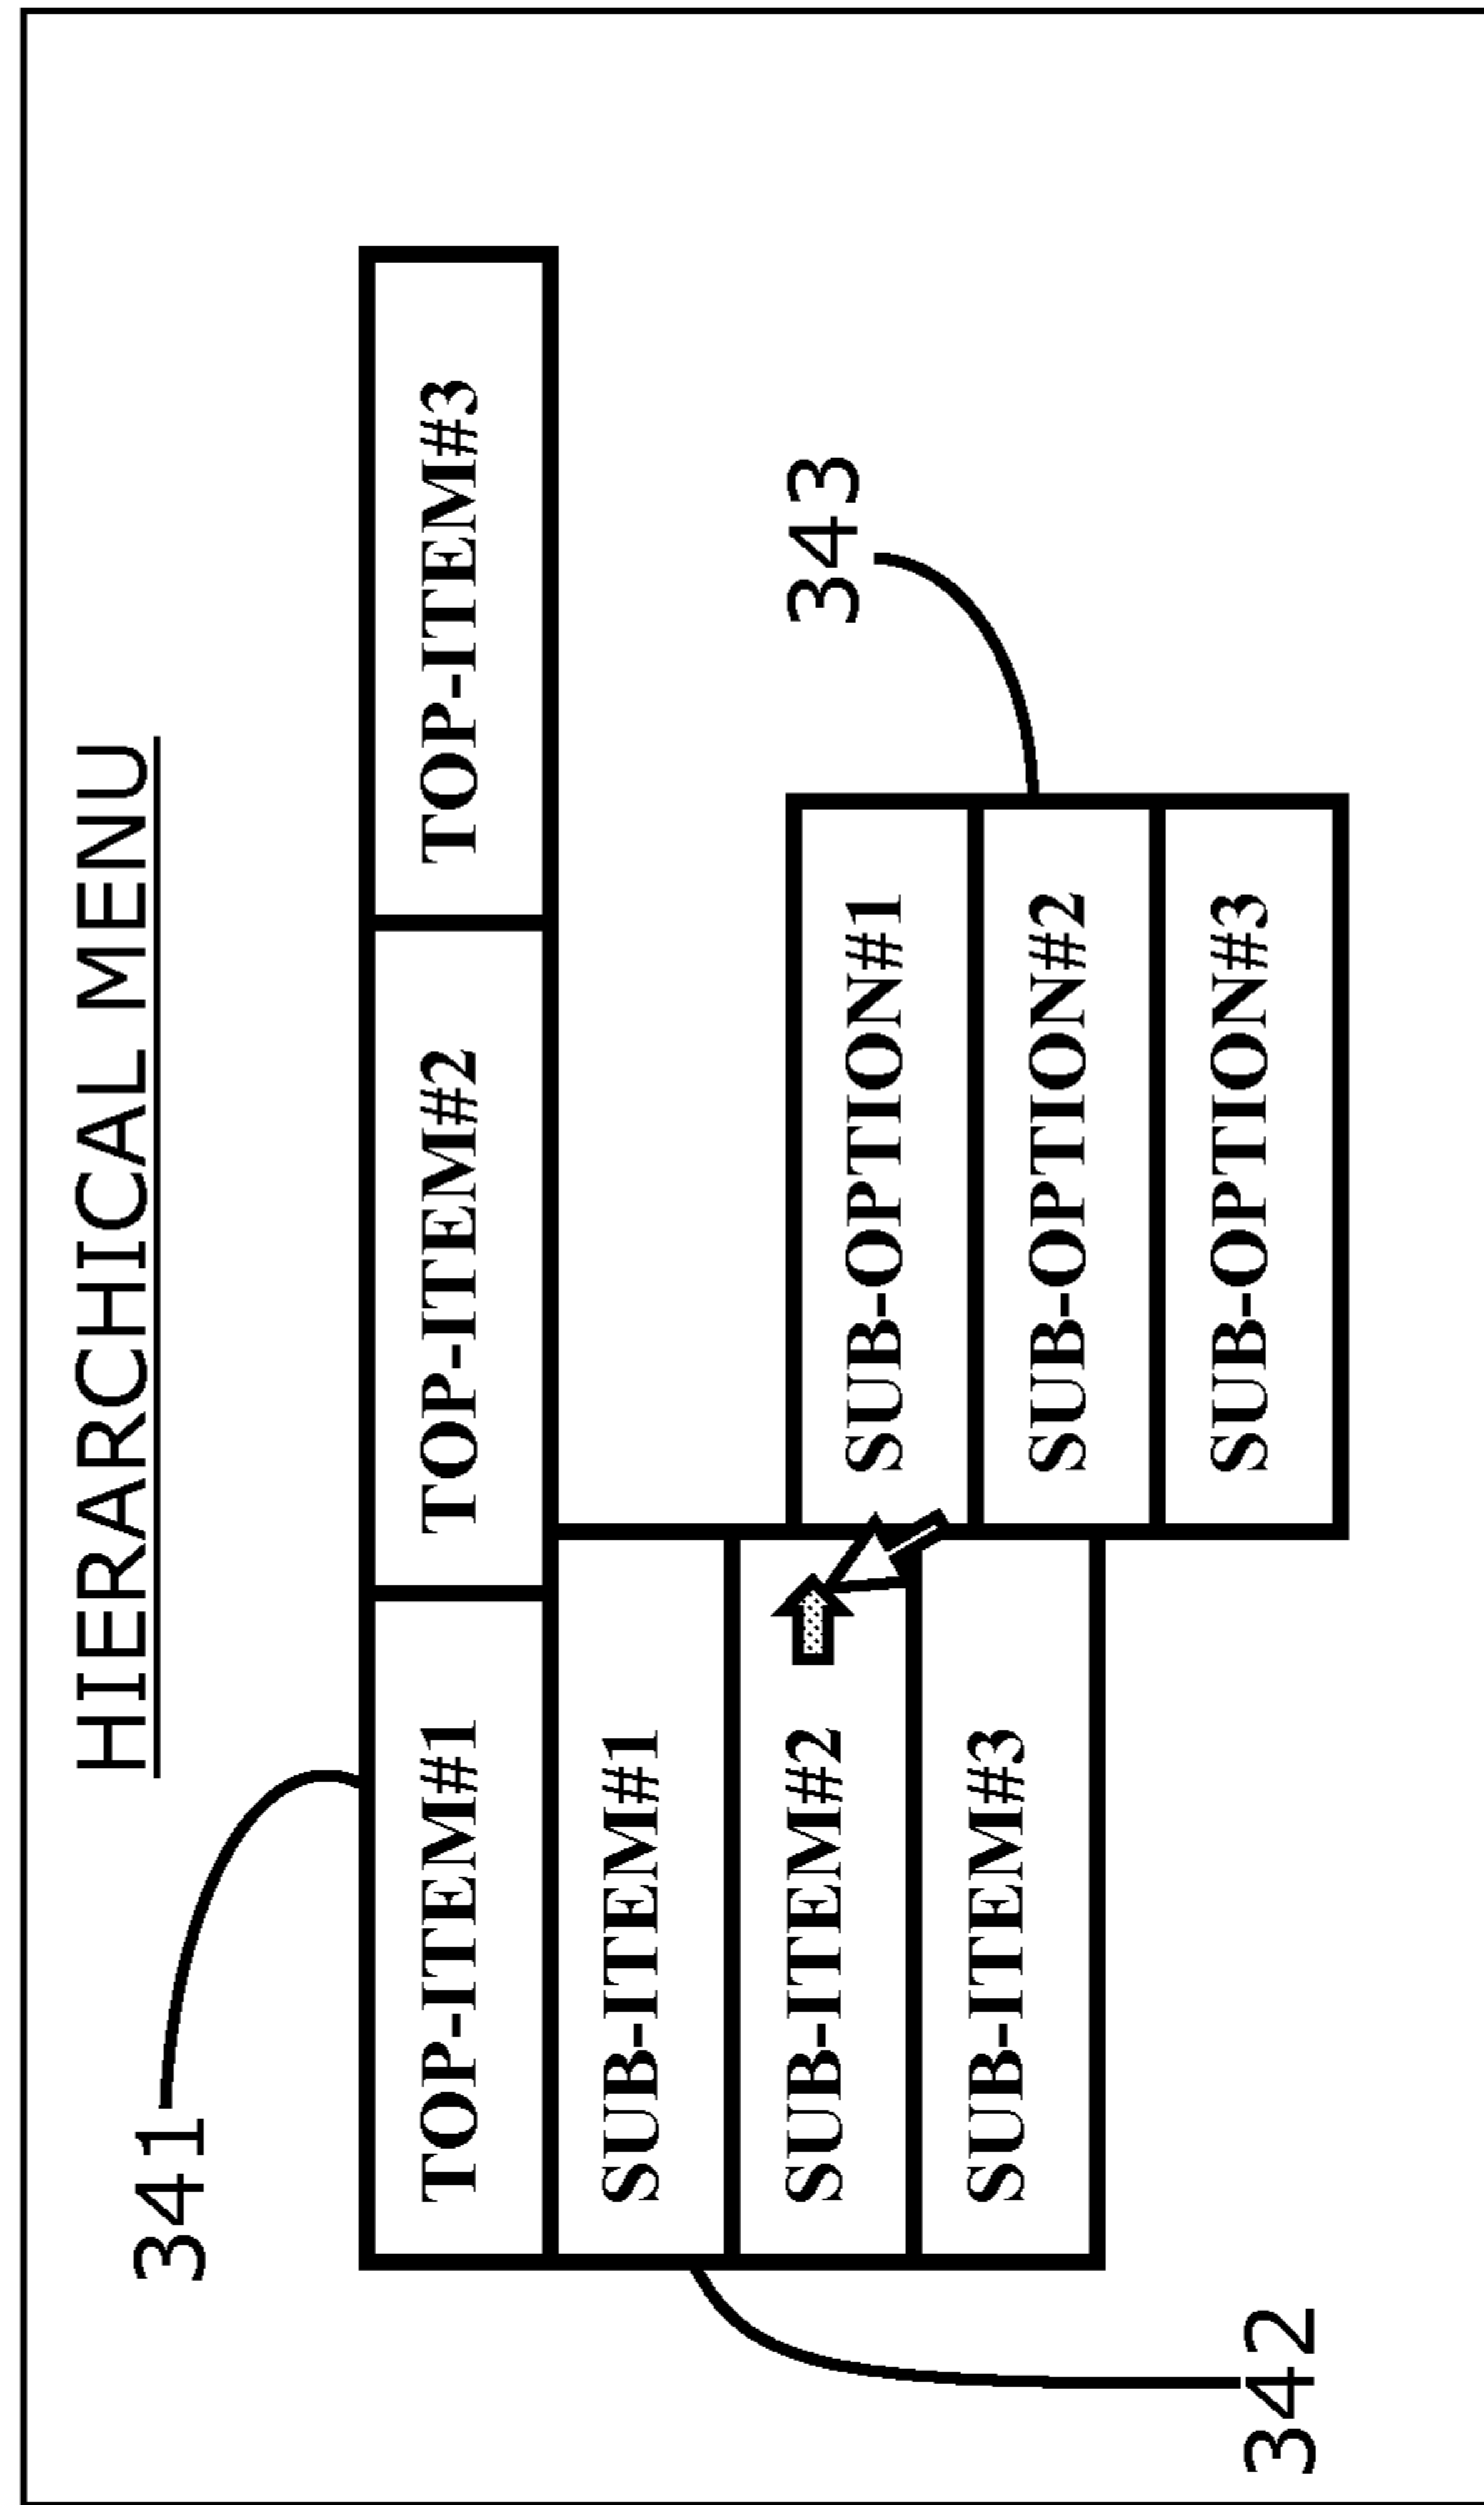 HIERARCHICAL MENU
341
TOP-ITEM#1 TOP-ITEM#2 TOP-ITEM#3
SUB-ITEM#1
SUB-ITEM#2
SUB-ITEM#3
343
SUB-OPTION#1
SUB-OPTION#2
SUB-OPTION#3
342